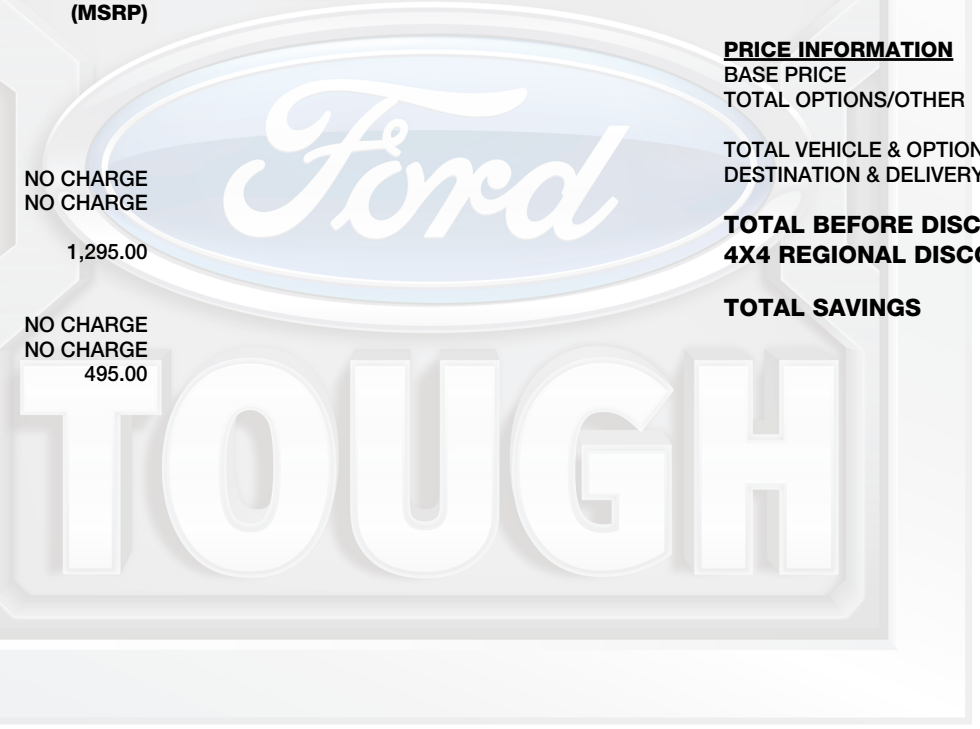 (MSRP)
NO CHARGE
NO CHARGE
1,295.00
NO CHARGE
NO CHARGE
495.00
PRICE INFORMATION
BASE PRICE
TOTAL OPTIONS/OTHER
TOTAL VEHICLE & OPTION
DESTINATION & DELIVERY
TOTAL BEFORE DISC
4X4 REGIONAL DISCO
TOTAL SAVINGS
Ford
TOUGH